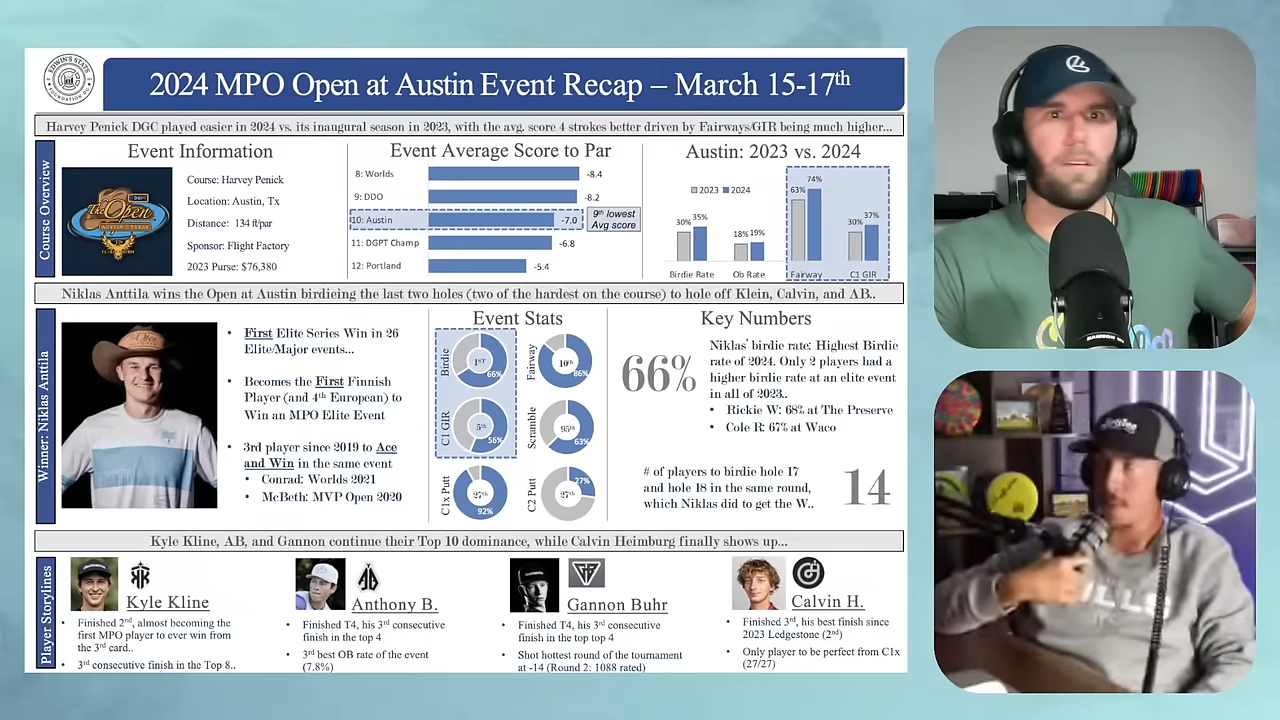 2024 MPO Open at Austin Event Recap – March 15-17th
Harvey Penick DGC played easier in 2024 vs. its inaugural season in 2023, with the avg. score 4 strokes better driven by Fairways/GIR being much higher...
Course Overview
Event Information
The Open
AUSTIN TEXAS
Course: Harvey Penick
Location: Austin, Tx
Distance: 134 ft/par
Sponsor: Flight Factory
2023 Purse: $76,380
Event Average Score to Par
8: Worlds -8.4
9: DDO -8.2
10: Austin -7.0
9th lowest
Avg score
11: DGPT Champ -6.8
12: Portland -5.4
Austin: 2023 vs. 2024
2023 2024
30% 35% 18% 19% 63% 74% 30% 37%
Birdie Rate Ob Rate Fairway C1 GIR
Niklas Anttila wins the Open at Austin birdieing the last two holes (two of the hardest on the course) to hole off Klein, Calvin, and AB..
Winner: Niklas Anttila
First Elite Series Win in 26
Elite/Major events...
Becomes the First Finnish
Player (and 4th European) to
Win an MPO Elite Event
3rd player since 2019 to Ace
and Win in the same event
Conrad: Worlds 2021
McBeth: MVP Open 2020
Event Stats
Birdie 1ST 66%
Fairway 10th 86%
C1 GIR 5th 56%
Scramble 95th 63%
C1x Putt 27th 92%
C2 Putt 27th 27%
Key Numbers
66%
Niklas' birdie rate: Highest Birdie
rate of 2024. Only 2 players had a
higher birdie rate at an elite event
in all of 2023..
Rickie W: 68% at The Preserve
Cole R: 67% at Waco
# of players to birdie hole 17
and hole 18 in the same round,
which Niklas did to get the W..
14
Kyle Kline, AB, and Gannon continue their Top 10 dominance, while Calvin Heimburg finally shows up...
Player Storylines
Kyle Kline
Finished 2nd, almost becoming the
first MPO player to ever win from
the 3rd card..
3rd consecutive finish in the Top 8..
Anthony B.
Finished T4, his 3rd consecutive
finish in the top 4
3rd best OB rate of the event
(7.8%)
Gannon Buhr
Finished T4, his 3rd consecutive
finish in the top top 4
Shot hottest round of the tournament
at -14 (Round 2: 1088 rated)
Calvin H.
Finished 3rd, his best finish since
2023 Ledgestone (2nd)
Only player to be perfect from C1x
(27/27)